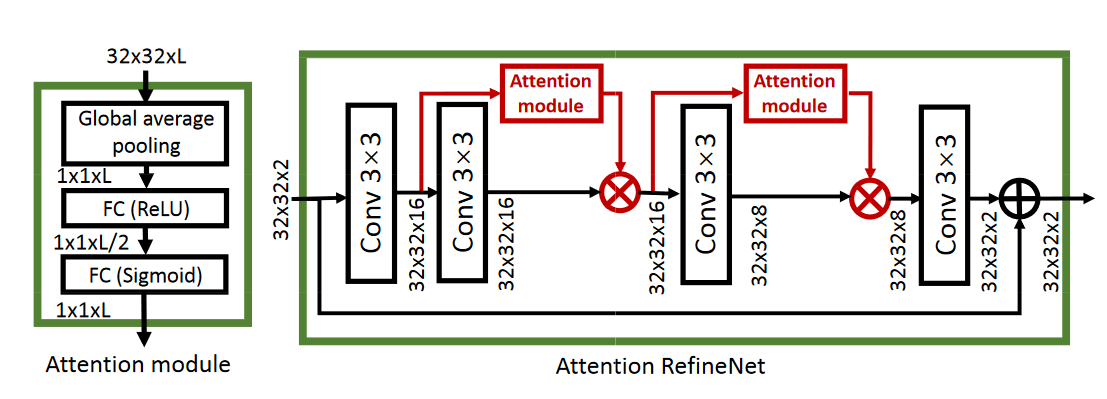 32x32xL
Global average
pooling
1x1xL
FC (ReLU)
1x1xL/2
FC (Sigmoid)
1x1xL
Attention module
32x32x2
Conv 3×3
32x32x16
Conv 3×3
32x32x16
Attention
module
32x32x16
Conv 3×3
32x32x8
Attention
module
32x32x8
Conv 3×3
32x32x2
32x32x2
Attention RefineNet